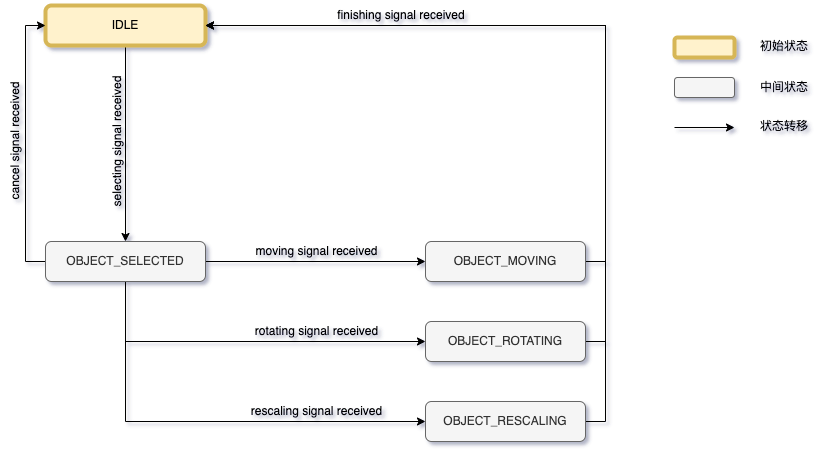 finishing signal received
IDLE
初始状态
中间状态
状态转移
cancel signal received
selecting signal received
OBJECT_SELECTED
moving signal received
OBJECT_MOVING
rotating signal received
OBJECT_ROTATING
rescaling signal received
OBJECT_RESCALING